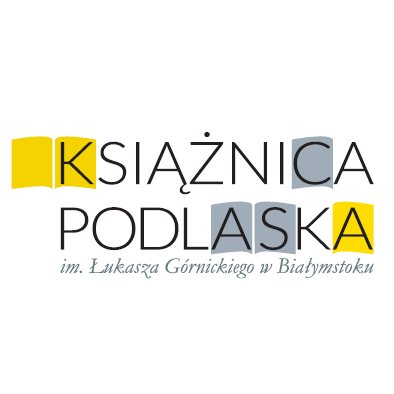 KSIĄŻNICA
PODLASKA
im. Łukasza Górnickiego w Białymstoku